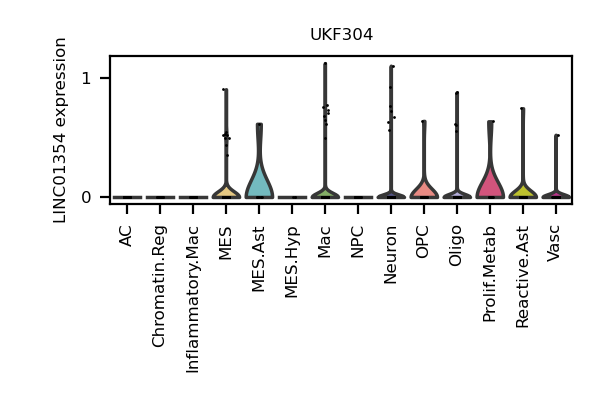 UKF304
LINC01354 expression
1
0
AC
Chromatin.Reg
Inflammatory.Mac
MES
MES.Ast
MES.Hyp
Mac
NPC
Neuron
OPC
Oligo
Prolif.Metab
Reactive.Ast
Vasc